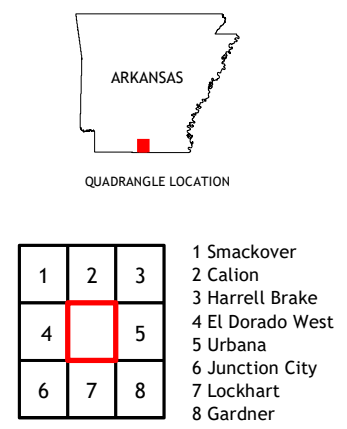 ARKANSAS
QUADRANGLE LOCATION
1 2 3
4 5
6 7 8
1 Smackover
2 Calion
3 Harrell Brake
4 El Dorado West
5 Urbana
6 Junction City
7 Lockhart
8 Gardner